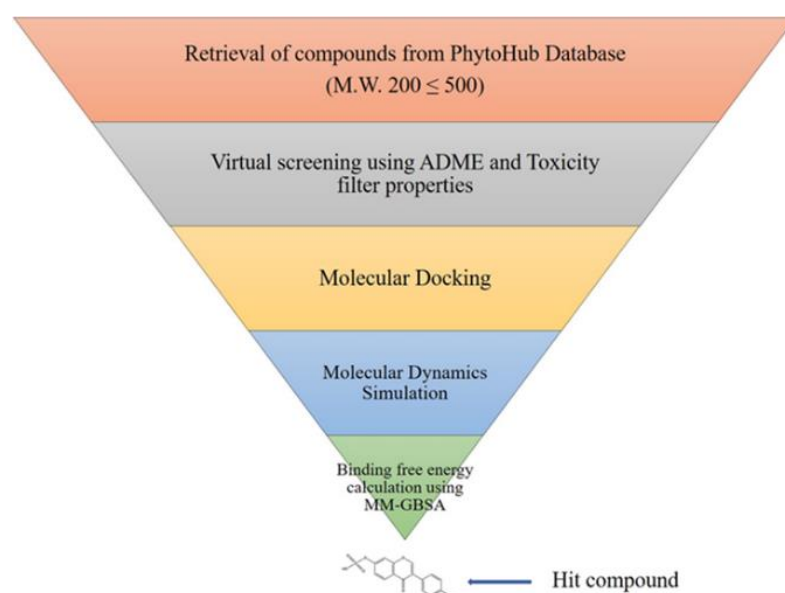 Retrieval of compounds from PhytoHub Database
(M.W. 200 ≤ 500)
Virtual screening using ADME and Toxicity
filter properties
Molecular Docking
Molecular Dynamics
Simulation
Binding free energy
calculation using
MM-GBSA
Hit compound